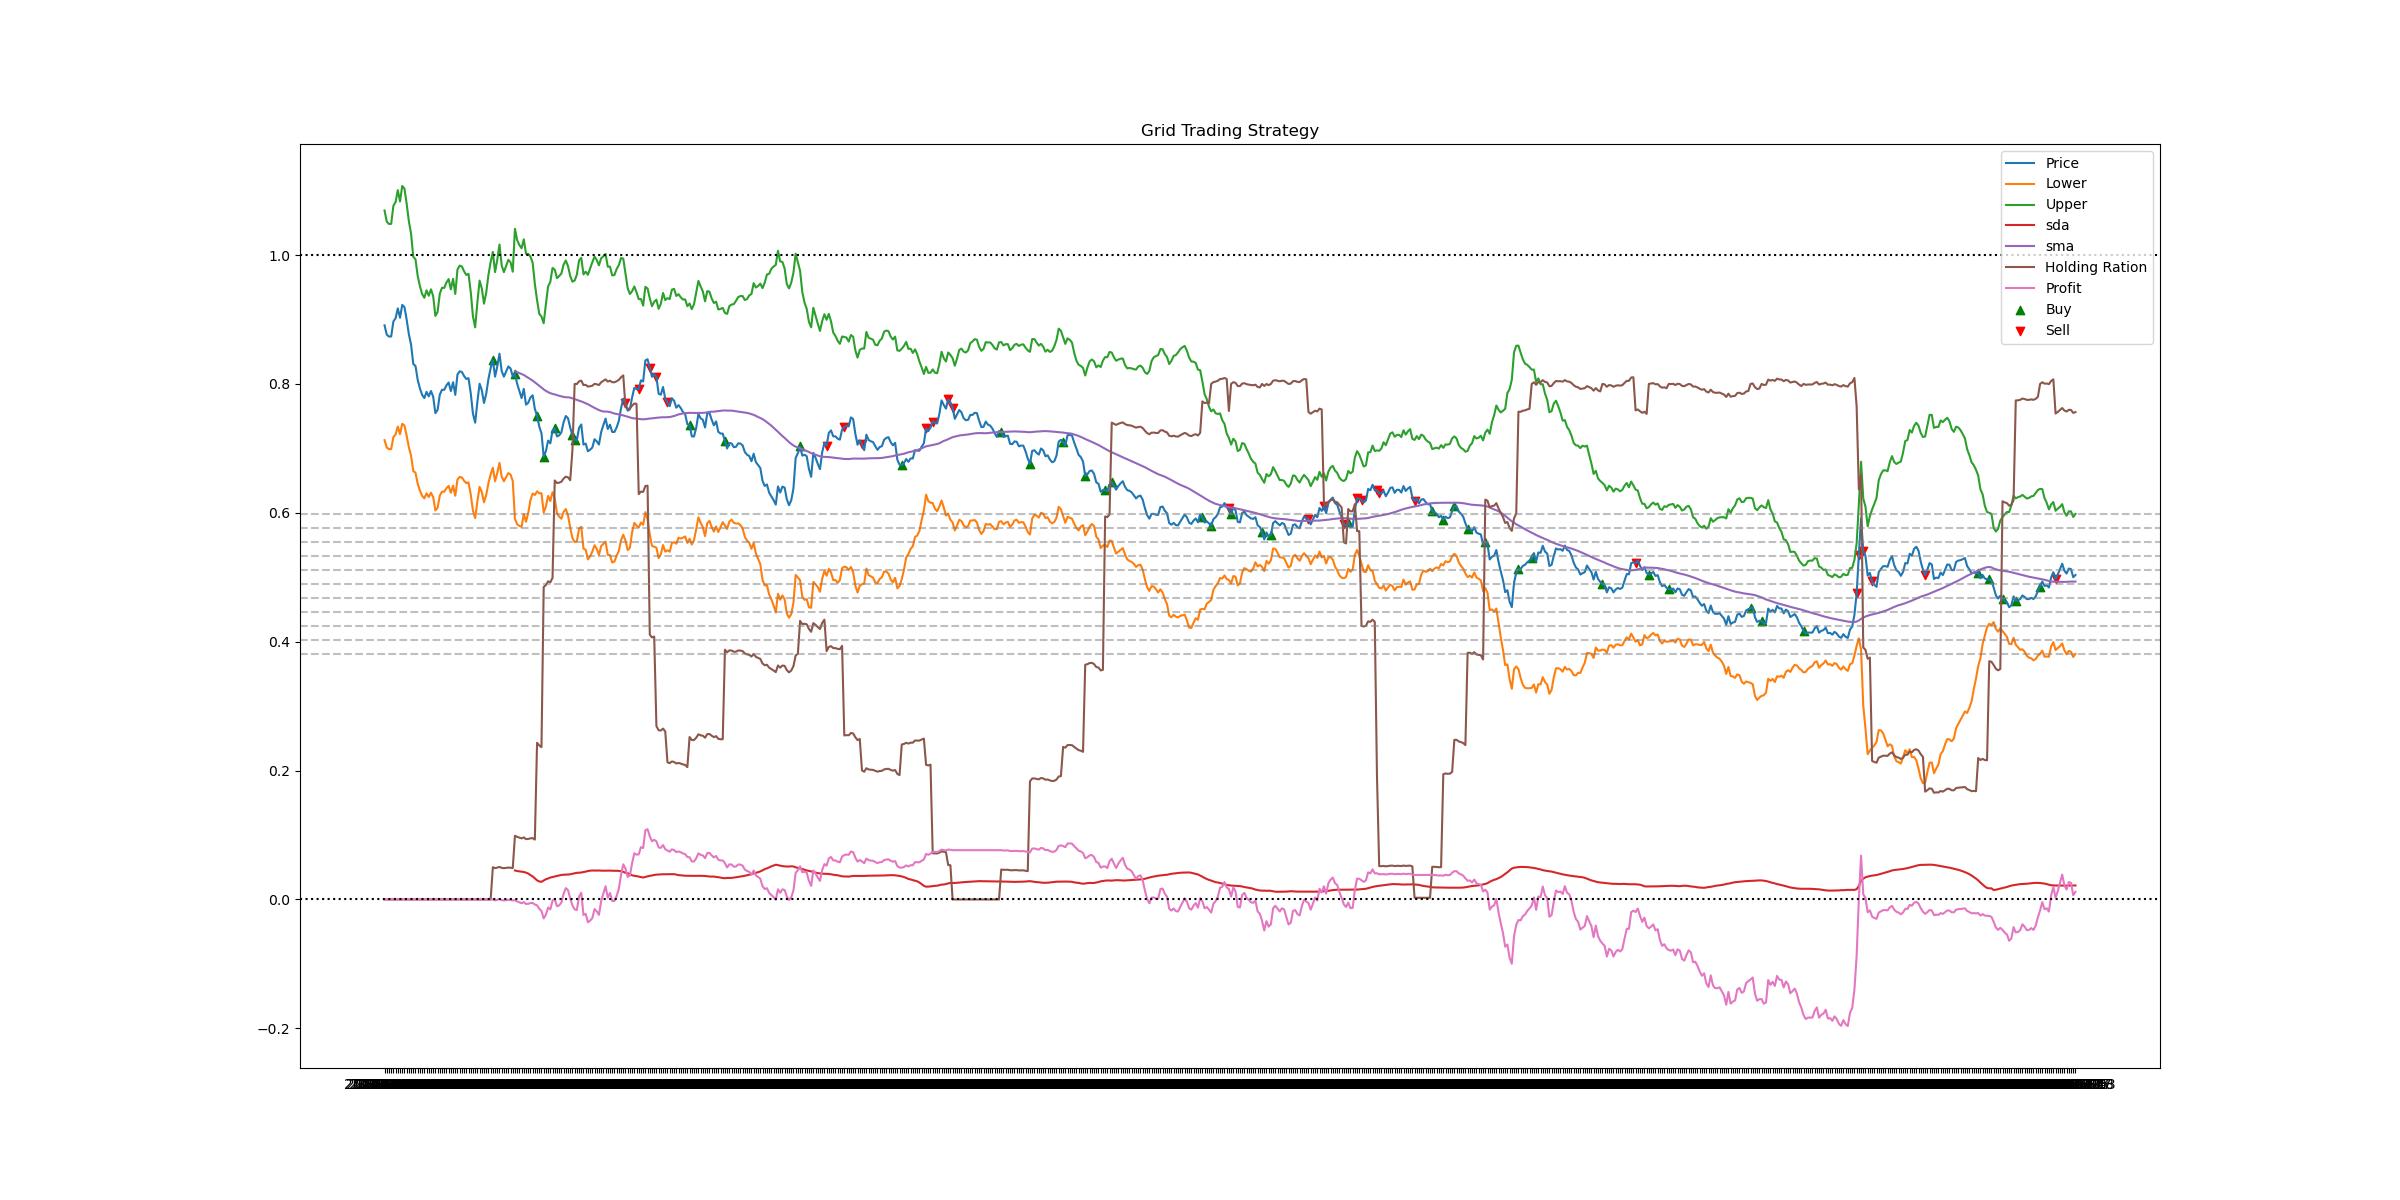 Grid Trading Strategy
Price
Lower
Upper
sda
sma
Holding Ration
Profit
Buy
Sell
1.0
0.8
0.6
0.4
0.2
0.0
−0.2